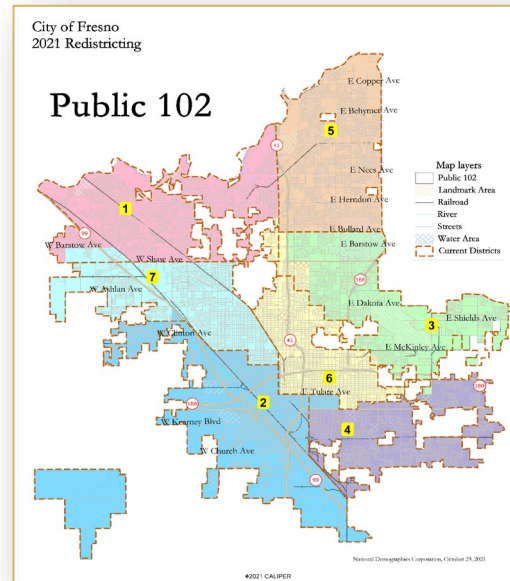 City of Fresno
2021 Redistricting
Public 102
E Copper Ave
E Behymer Ave
5
41
E Nees Ave
Map layers
Public 102
Landmark Area
Railroad
River
Streets
Water Area
Current Districts
E Herndon Ave
1
E Bullard Ave
99
W Barstow Ave
E Barstow Ave
W Shaw Ave
7
168
W Ashlan Ave
E Dakota Ave
E Shields Ave
3
W Clinton Ave
41
E McKinley Ave
6
E Tulare Ave
180
2
180
W Kearney Blvd
4
W Church Ave
99
National Demographics Corporation, October 29, 2021
©2021 CALIPER